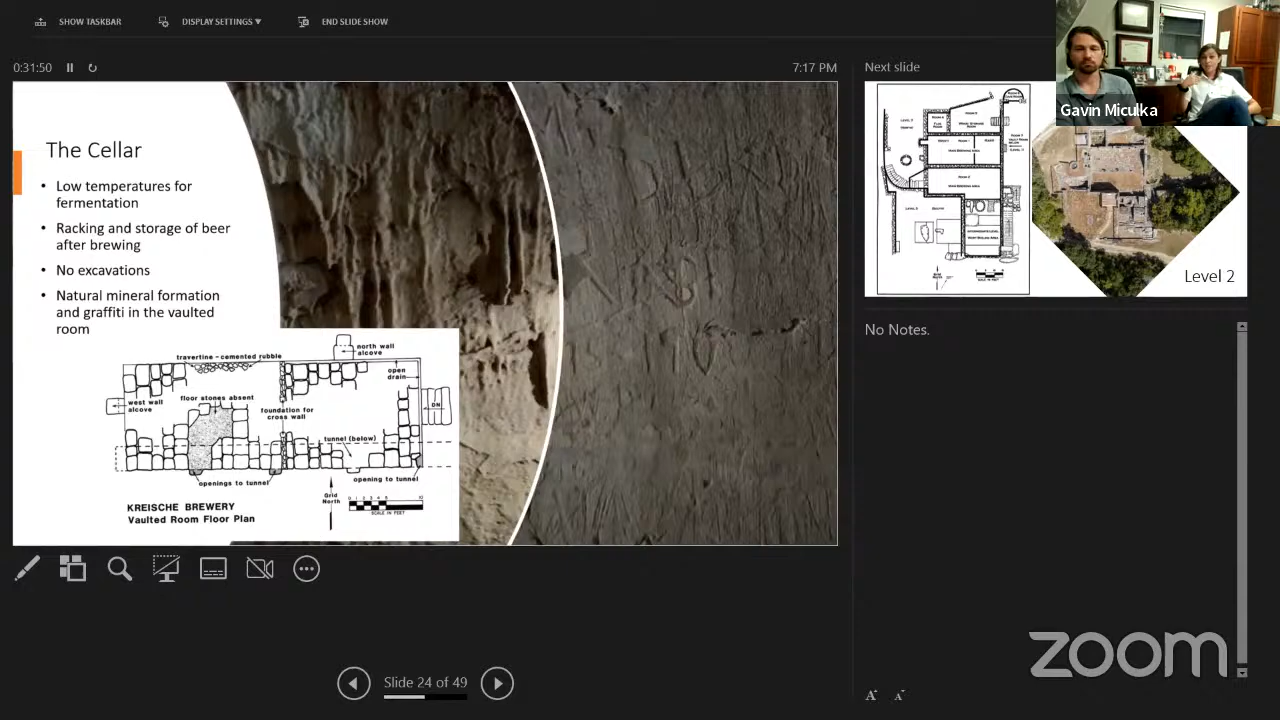 SHOW TASKBAR
DISPLAY SETTINGS ▼
END SLIDE SHOW
0:31:50
7:17 PM
The Cellar
• Low temperatures for
fermentation
• Racking and storage of beer
after brewing
• No excavations
• Natural mineral formation
and graffiti in the vaulted
room
travertine - cemented rubble
north wall
alcove
open
drain
west wall
alcove
floor stones absent
foundation for
cross wall
DN
tunnel (below)
openings to tunnel
opening to tunnel
Grid
North
SCALE IN FEET
KREISCHE BREWERY
Vaulted Room Floor Plan
Slide 24 of 49
Next slide
Gavin Miculka
Level 2
No Notes.
zoom